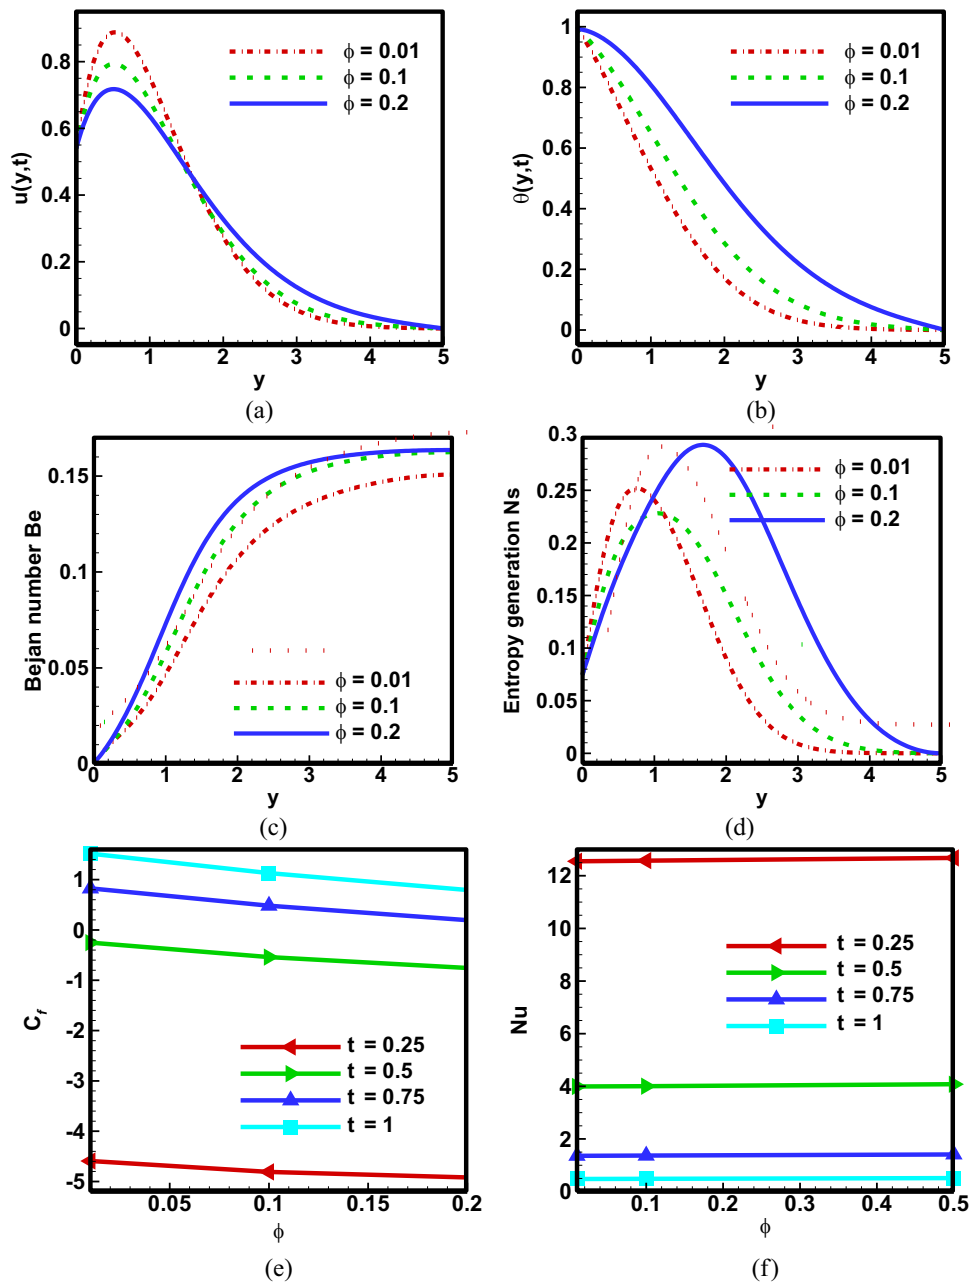 0.8
0.6
0.4
0.2
0
u(y,t)
ϕ = 0.01
ϕ = 0.1
ϕ = 0.2
0 1 2 3 4 5
y
(a)
1
0.8
0.6
0.4
0.2
0
θ(y,t)
ϕ = 0.01
ϕ = 0.1
ϕ = 0.2
0 1 2 3 4 5
y
(b)
0.15
0.1
0.05
0
Bejan number Be
ϕ = 0.01
ϕ = 0.1
ϕ = 0.2
0 1 2 3 4 5
y
(c)
0.3
0.25
0.2
0.15
0.1
0.05
0
Entropy generation Ns
ϕ = 0.01
ϕ = 0.1
ϕ = 0.2
0 1 2 3 4 5
y
(d)
1
0
-1
-2
-3
-4
-5
C_f
t = 0.25
t = 0.5
t = 0.75
t = 1
0.05 0.1 0.15 0.2
ϕ
(e)
12
10
8
6
4
2
0
Nu
t = 0.25
t = 0.5
t = 0.75
t = 1
0.1 0.2 0.3 0.4 0.5
ϕ
(f)